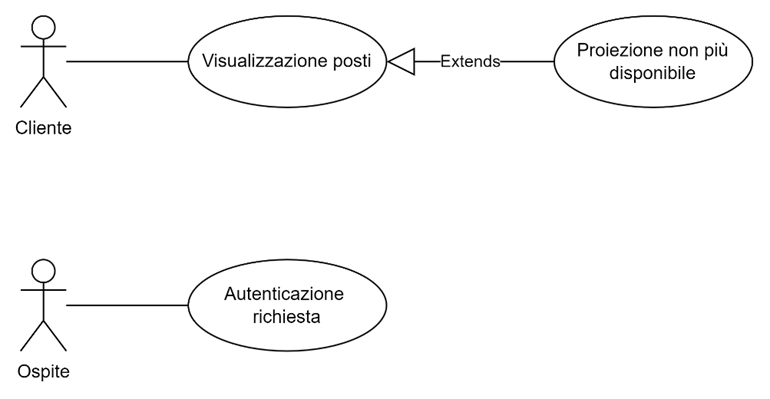 Visualizzazione posti
Extends
Proiezione non più
disponibile
Cliente
Autenticazione
richiesta
Ospite